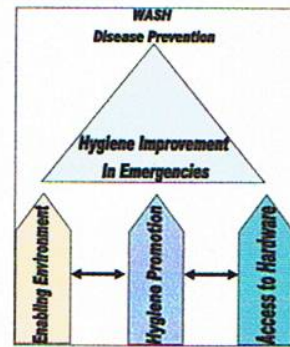 WASH
Disease Prevention
Hygiene Improvement
In Emergencies
Enabling Environment
Hygiene Promotion
Access to Hardware